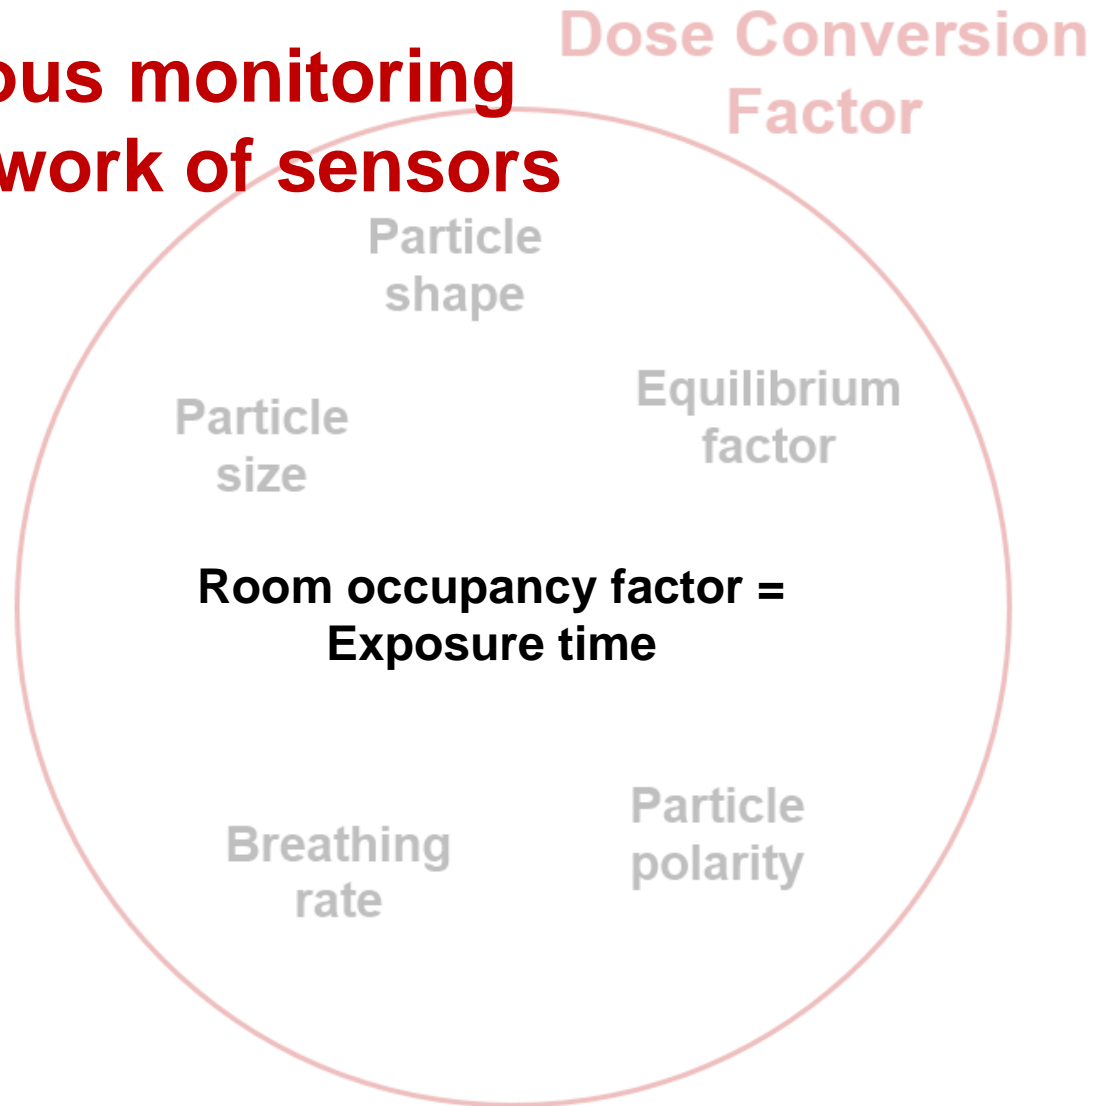 Dose Conversion
Factor
ous monitoring
work of sensors
Particle
shape
Equilibrium
factor
Particle
size
Room occupancy factor =
Exposure time
Particle
polarity
Breathing
rate